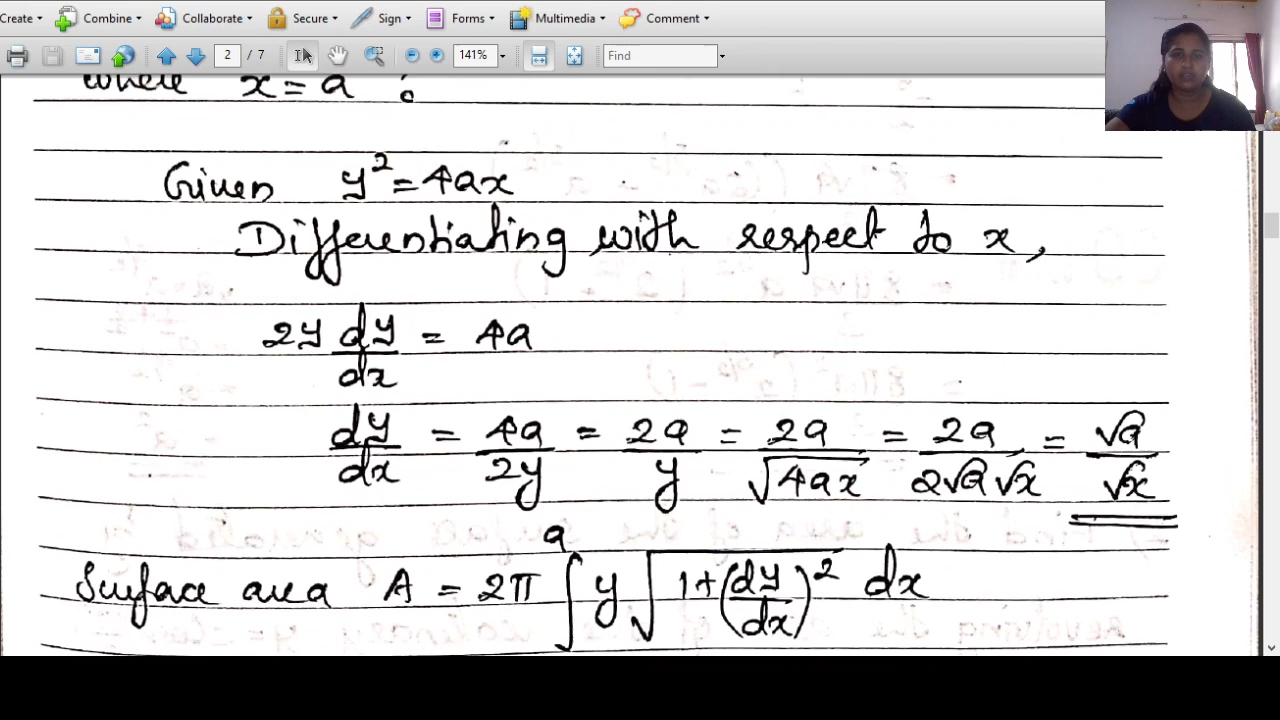 Create Combine Collaborate Secure Sign Forms Multimedia Comment
2 / 7 141% Find
where x = a :
Given y² = 4ax
Differentiating with respect to x,
2y dy/dx = 4a
dy/dx = 4a/2y = 2a/y = 2a/√4ax = 2a/2√a√x = √a/√x
Surface area A = 2π ∫ᵃ y √1+(dy/dx)² dx